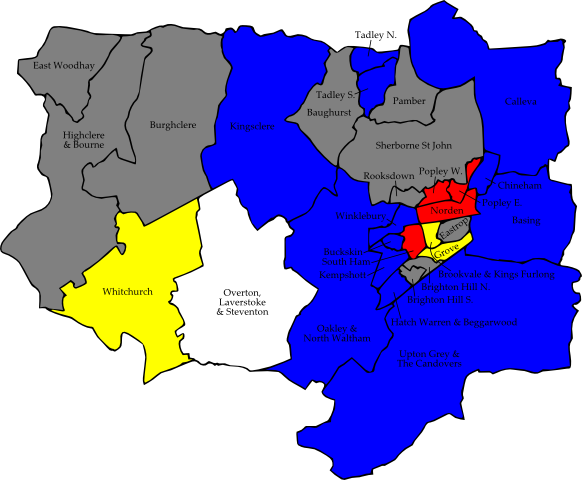 Tadley N.
East Woodhay
Tadley S.
Baughurst
Pamber
Calleva
Burghclere
Kingsclere
Highclere
& Bourne
Sherborne St John
Rooksdown
Popley W.
Chineham
Popley E.
Norden
Winklebury
Basing
Eastrop
Buckskin
South Ham
Grove
Kempshott
Brookvale & Kings Furlong
Whitchurch
Brighton Hill N.
Overton,
Laverstoke
& Steventon
Brighton Hill S.
Hatch Warren & Beggarwood
Oakley &
North Waltham
Upton Grey &
The Candovers